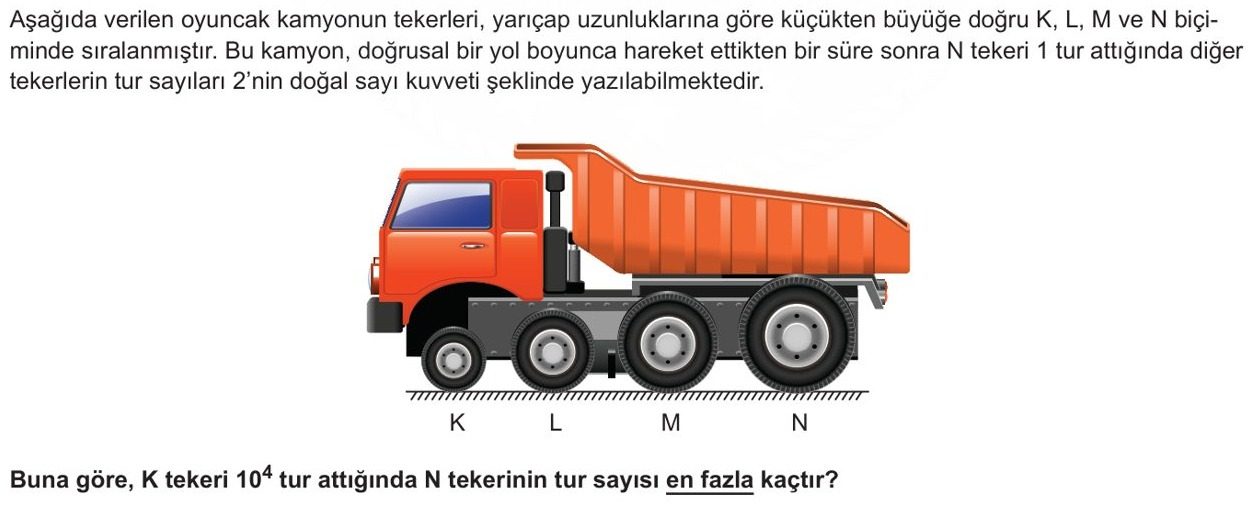 Aşağıda verilen oyuncak kamyonun tekerleri, yarıçap uzunluklarına göre küçükten büyüğe doğru K, L, M ve N biçi-
minde sıralanmıştır. Bu kamyon, doğrusal bir yol boyunca hareket ettikten bir süre sonra N tekeri 1 tur attığında diğer
tekerlerin tur sayıları 2'nin doğal sayı kuvveti şeklinde yazılabilmektedir.
K L M N
Buna göre, K tekeri 10⁴ tur attığında N tekerinin tur sayısı en fazla kaçtır?